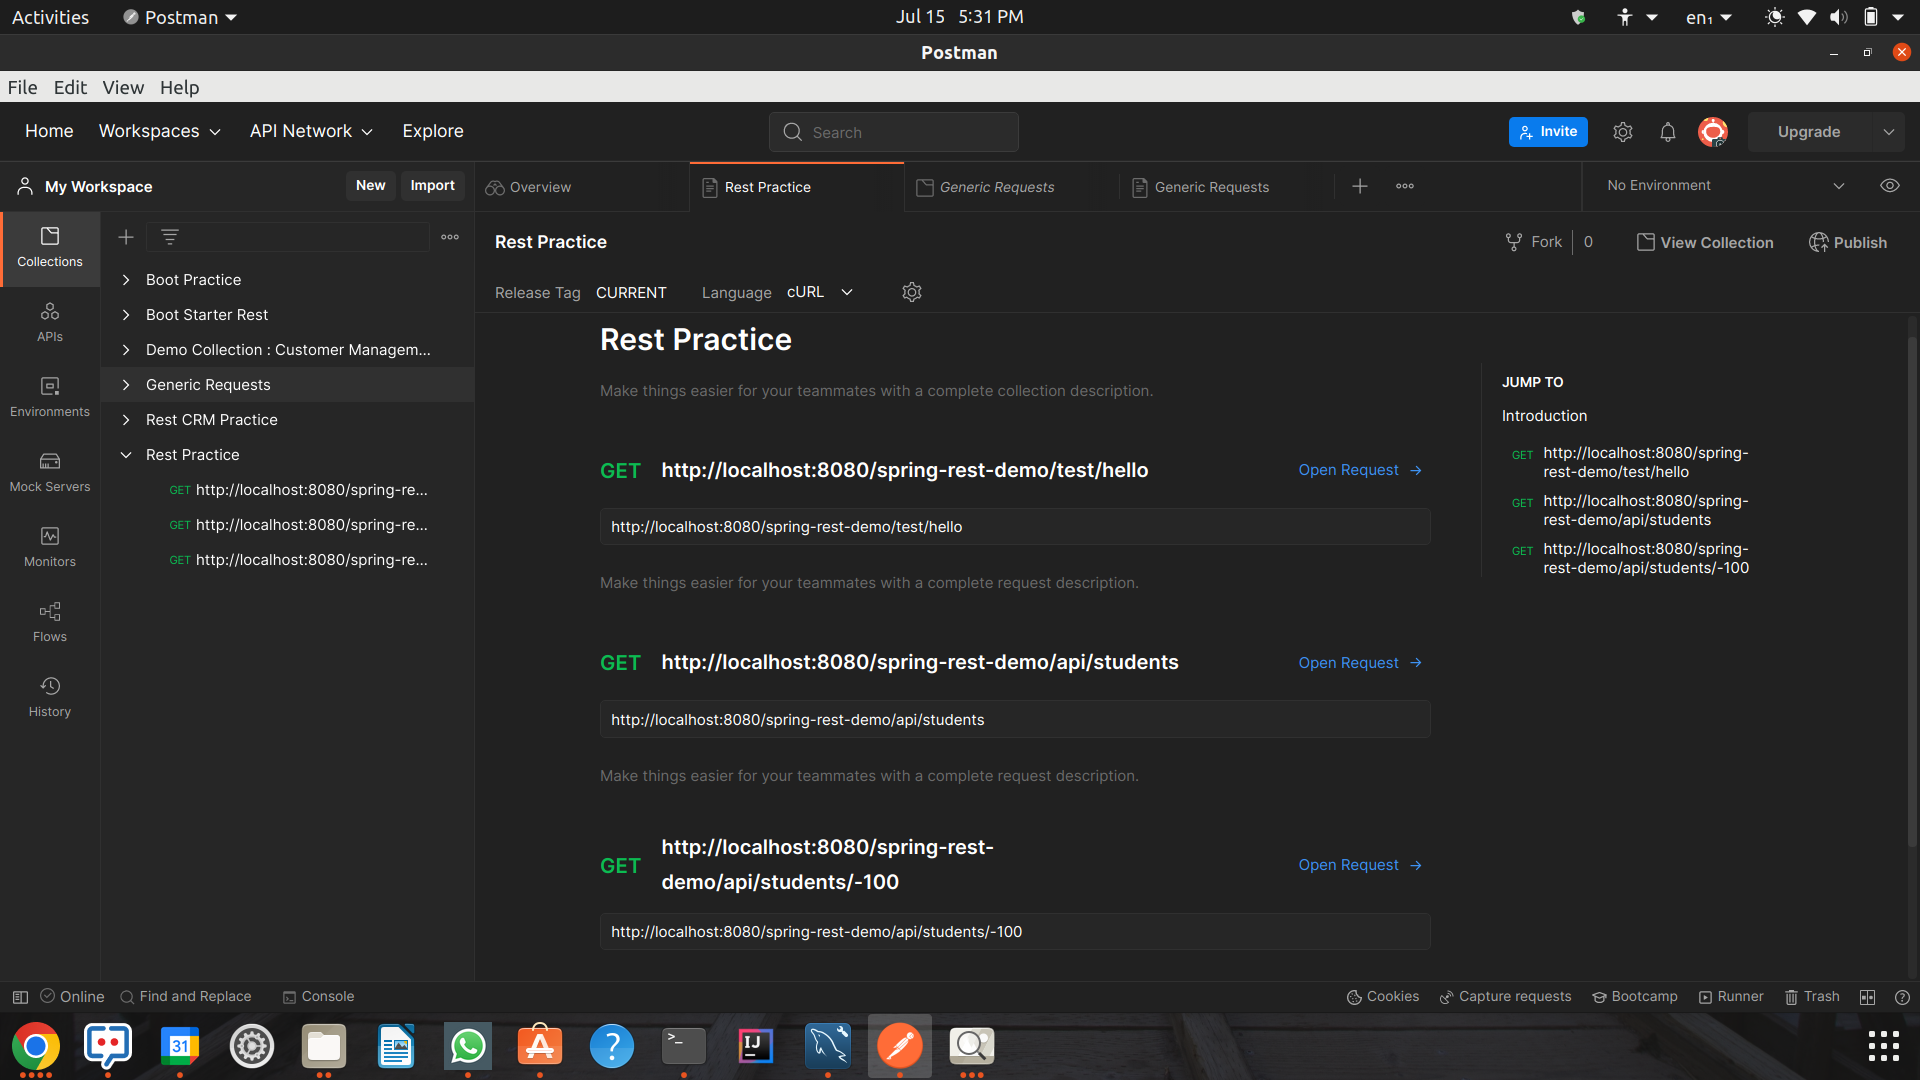 Activities
Postman
Jul 15 5:31 PM
en₁
Postman
File Edit View Help
Home Workspaces API Network Explore
Search
Invite
Upgrade
My Workspace
New
Import
Overview
Rest Practice
Generic Requests
Generic Requests
No Environment
Collections
APIs
Environments
Mock Servers
Monitors
Flows
History
Boot Practice
Boot Starter Rest
Demo Collection : Customer Managem...
Generic Requests
Rest CRM Practice
Rest Practice
GET http://localhost:8080/spring-re...
GET http://localhost:8080/spring-re...
GET http://localhost:8080/spring-re...
Rest Practice
Fork 0
View Collection
Publish
Release Tag CURRENT Language cURL
Rest Practice
Make things easier for your teammates with a complete collection description.
GET http://localhost:8080/spring-rest-demo/test/hello
Open Request →
http://localhost:8080/spring-rest-demo/test/hello
Make things easier for your teammates with a complete request description.
GET http://localhost:8080/spring-rest-demo/api/students
Open Request →
http://localhost:8080/spring-rest-demo/api/students
Make things easier for your teammates with a complete request description.
GET http://localhost:8080/spring-rest-
demo/api/students/-100
Open Request →
http://localhost:8080/spring-rest-demo/api/students/-100
JUMP TO
Introduction
GET http://localhost:8080/spring-
rest-demo/test/hello
GET http://localhost:8080/spring-
rest-demo/api/students
GET http://localhost:8080/spring-
rest-demo/api/students/-100
Online
Find and Replace
Console
Cookies
Capture requests
Bootcamp
Runner
Trash
31
IJ